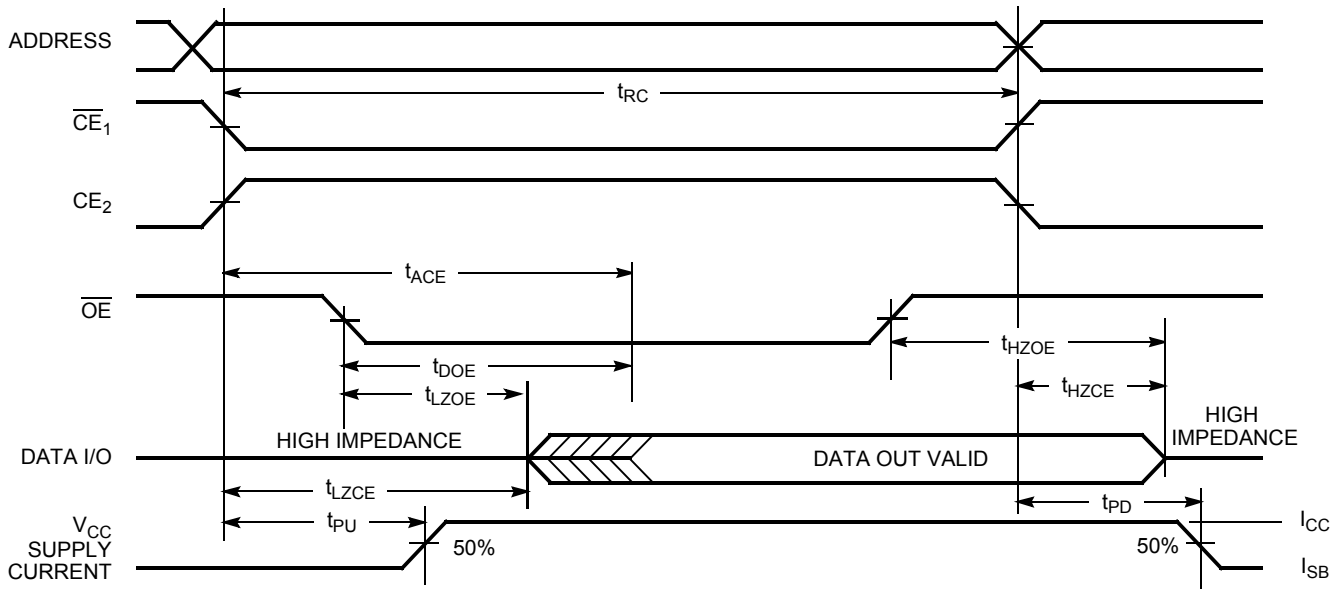 ADDRESS
tRC
CE1
CE2
tACE
OE
tDOE
tHZOE
tLZOE
tHZCE
HIGH IMPEDANCE
HIGH
IMPEDANCE
DATA I/O
DATA OUT VALID
tLZCE
tPU
tPD
VCC
SUPPLY
CURRENT
50%
50%
ICC
ISB